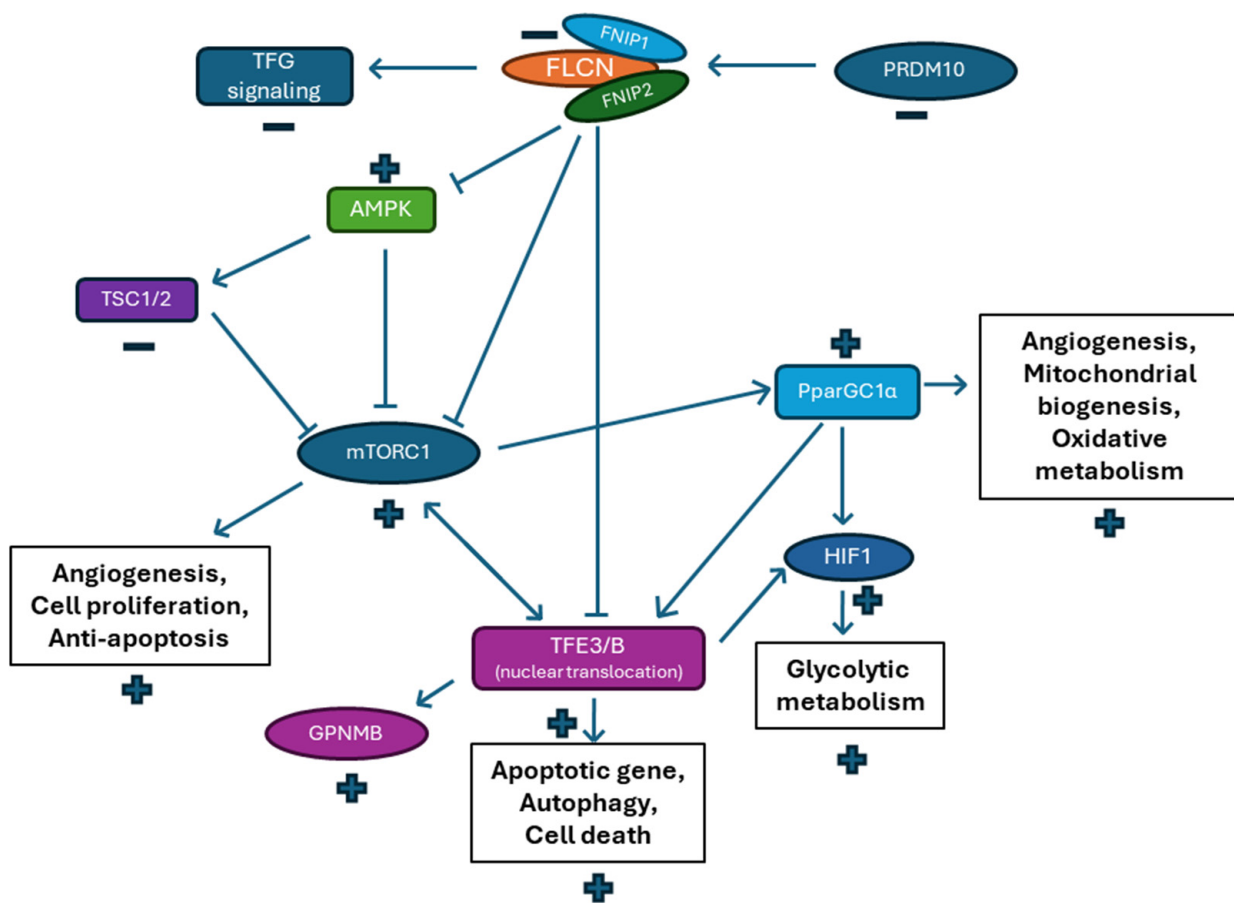 FNIP1
TFG
signaling
FLCN
PRDM10
FNIP2
AMPK
TSC1/2
PparGC1α
Angiogenesis,
Mitochondrial
biogenesis,
Oxidative
metabolism
mTORC1
HIF1
Angiogenesis,
Cell proliferation,
Anti-apoptosis
TFE3/B
(nuclear translocation)
Glycolytic
metabolism
GPNMB
Apoptotic gene,
Autophagy,
Cell death